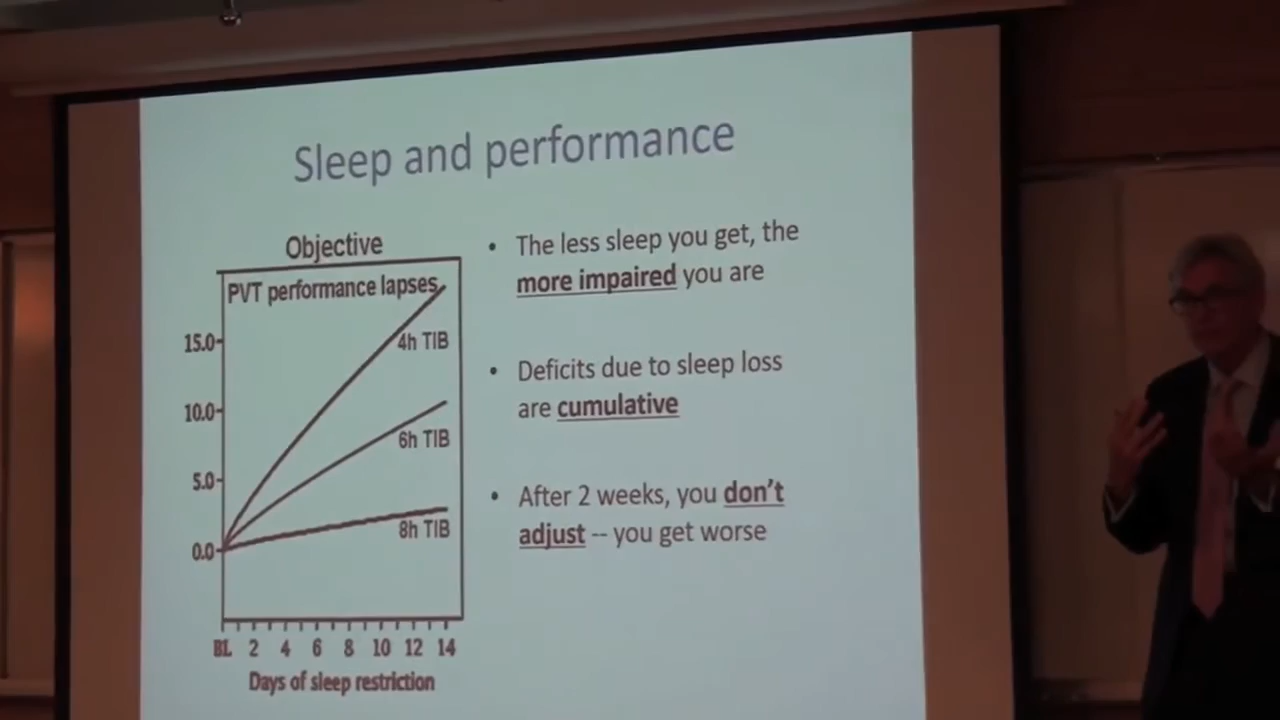 Sleep and performance
Objective
PVT performance lapses
15.0
10.0
5.0
0.0
4h TIB
6h TIB
8h TIB
BL 2 4 6 8 10 12 14
Days of sleep restriction
• The less sleep you get, the
more impaired you are
• Deficits due to sleep loss
are cumulative
• After 2 weeks, you don't
adjust -- you get worse